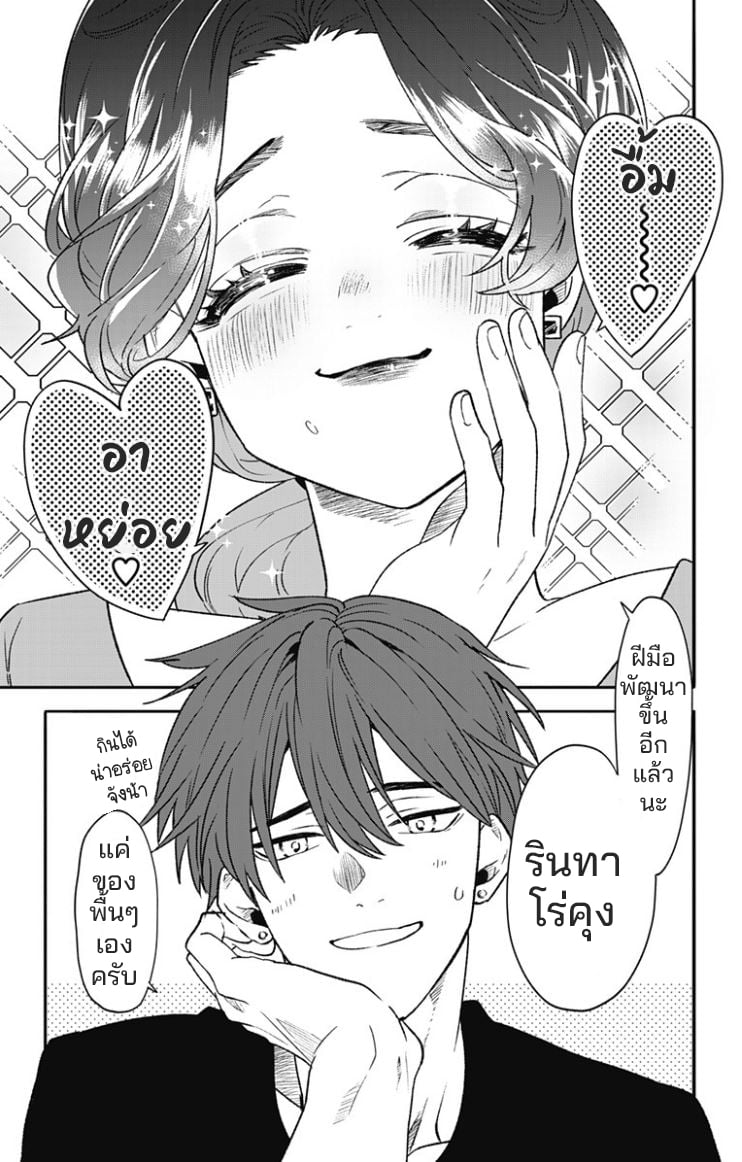 อื้ม
อา
หย่อย
ฝีมือ
พัฒนา
ขึ้น
อีก
แล้ว
นะ
รินทา
โร่คุง
กินได้
น่าอร่อย
จังน้า
แค่
ของ
พื้นๆ
เอง
ครับ